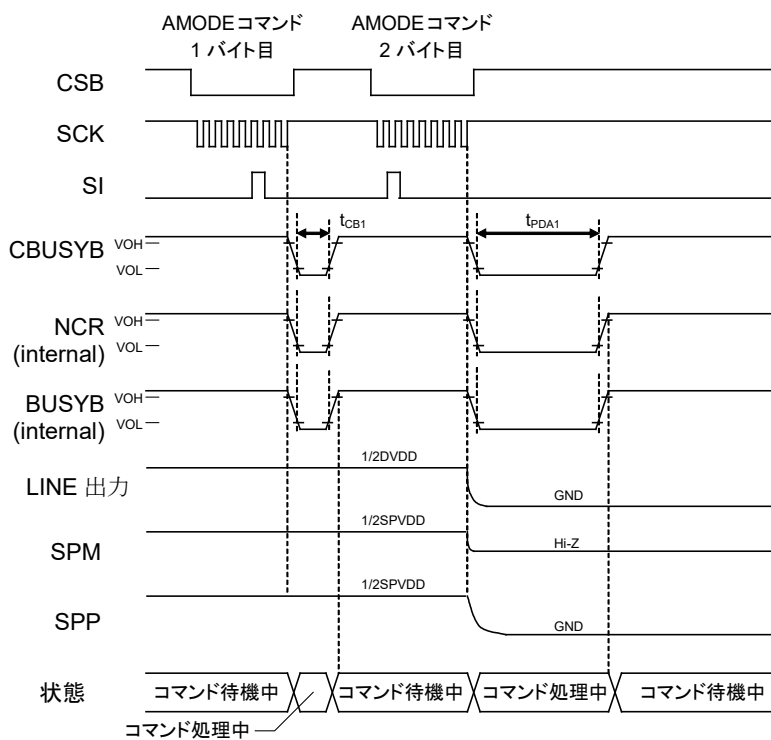 AMODEコマンド
1 バイト目
AMODEコマンド
2 バイト目
CSB
SCK
SI
tCB1
tPDA1
CBUSYB
VOH
VOL
NCR
(internal)
VOH
VOL
BUSYB
(internal)
VOH
VOL
LINE 出力
1/2DVDD
GND
SPM
1/2SPVDD
Hi-Z
SPP
1/2SPVDD
GND
状態
コマンド待機中
コマンド待機中
コマンド処理中
コマンド待機中
コマンド処理中